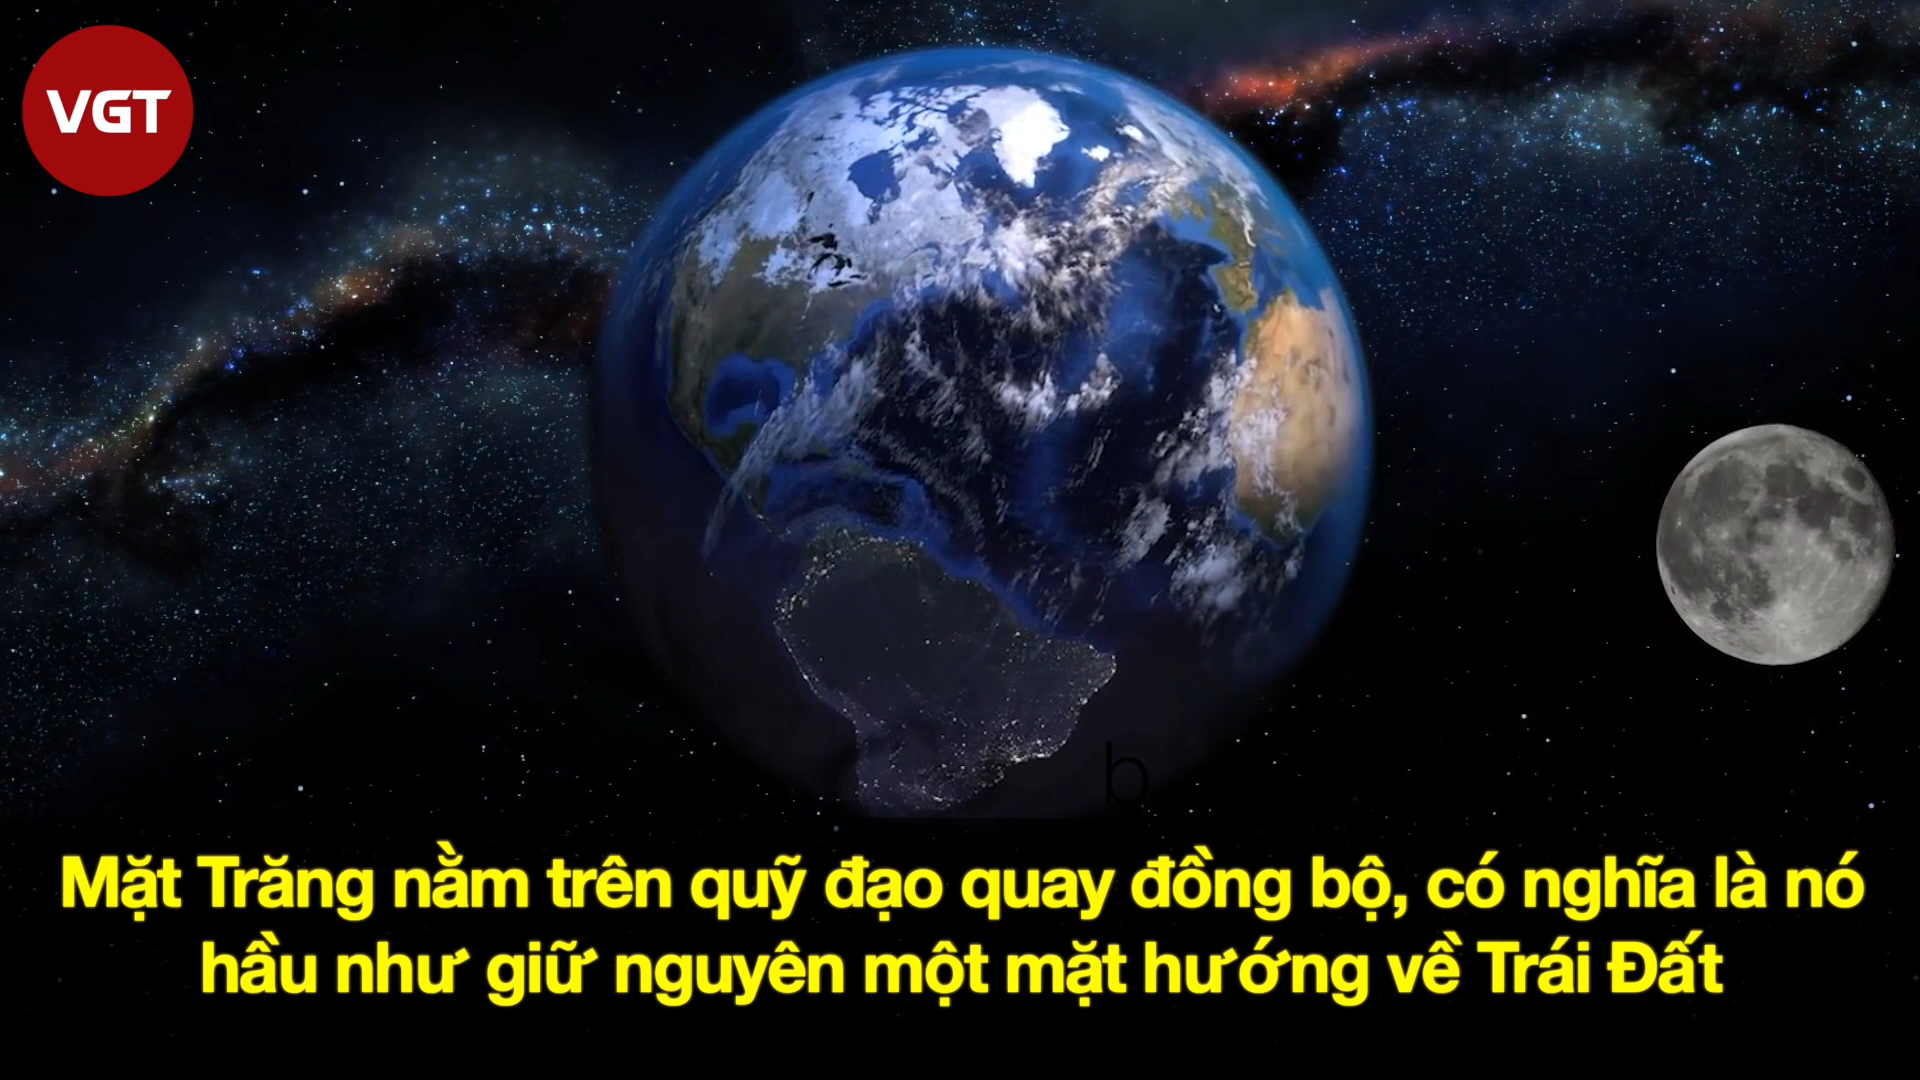 VGT
b
Mặt Trăng nằm trên quỹ đạo quay đồng bộ, có nghĩa là nó
hầu như giữ nguyên một mặt hướng về Trái Đất